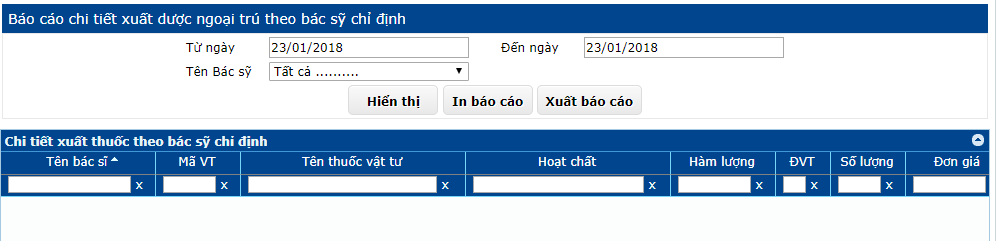 Báo cáo chi tiết xuất dược ngoại trú theo bác sỹ chỉ định
Từ ngày 23/01/2018 Đến ngày 23/01/2018
Tên Bác sỹ Tất cả ..........
Hiển thị In báo cáo Xuất báo cáo
Chi tiết xuất thuốc theo bác sỹ chỉ định
Tên bác sĩ Mã VT Tên thuốc vật tư Hoạt chất Hàm lượng ĐVT Số lượng Đơn giá
x x x x x x x